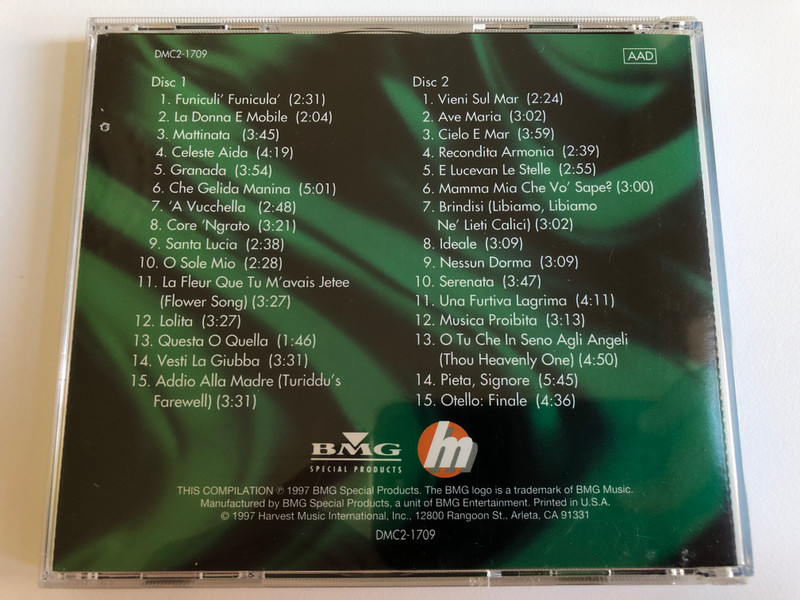 DMC2-1709
AAD
Disc 1
1. Funiculi' Funicula' (2:31)
2. La Donna E Mobile (2:04)
3. Mattinata (3:45)
4. Celeste Aida (4:19)
5. Granada (3:54)
6. Che Gelida Manina (5:01)
7. 'A Vucchella (2:48)
8. Core 'Ngrato (3:21)
9. Santa Lucia (2:38)
10. O Sole Mio (2:28)
11. La Fleur Que Tu M'avais Jetee
(Flower Song) (3:27)
12. Lolita (3:27)
13. Questa O Quella (1:46)
14. Vesti La Giubba (3:31)
15. Addio Alla Madre (Turiddu's
Farewell) (3:31)
Disc 2
1. Vieni Sul Mar (2:24)
2. Ave Maria (3:02)
3. Cielo E Mar (3:59)
4. Recondita Armonia (2:39)
5. E Lucevan Le Stelle (2:55)
6. Mamma Mia Che Vo' Sape? (3:00)
7. Brindisi (Libiamo, Libiamo
Ne' Lieti Calici) (3:02)
8. Ideale (3:09)
9. Nessun Dorma (3:09)
10. Serenata (3:47)
11. Una Furtiva Lagrima (4:11)
12. Musica Proibita (3:13)
13. O Tu Che In Seno Agli Angeli
(Thou Heavenly One) (4:50)
14. Pieta, Signore (5:45)
15. Otello: Finale (4:36)
BMG
SPECIAL PRODUCTS
hm
THIS COMPILATION ℗ 1997 BMG Special Products. The BMG logo is a trademark of BMG Music.
Manufactured by BMG Special Products, a unit of BMG Entertainment. Printed in U.S.A.
© 1997 Harvest Music International, Inc., 12800 Rangoon St., Arleta, CA 91331
DMC2-1709